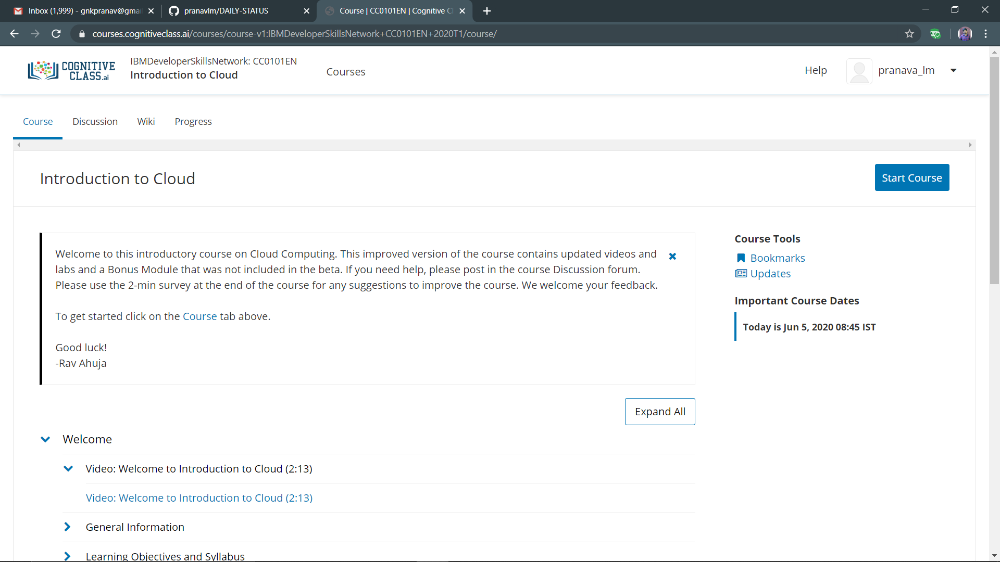 Inbox (1,999) - gnkpranav@gmai
pranavlm/DAILY-STATUS
Course | CC0101EN | Cognitive Cl
courses.cognitiveclass.ai/courses/course-v1:IBMDeveloperSkillsNetwork+CC0101EN+2020T1/course/
COGNITIVE
CLASS.ai
IBMDeveloperSkillsNetwork: CC0101EN
Introduction to Cloud
Courses
Help
pranava_lm
Course
Discussion
Wiki
Progress
Introduction to Cloud
Start Course
Welcome to this introductory course on Cloud Computing. This improved version of the course contains updated videos and
labs and a Bonus Module that was not included in the beta. If you need help, please post in the course Discussion forum.
Please use the 2-min survey at the end of the course for any suggestions to improve the course. We welcome your feedback.
To get started click on the Course tab above.
Good luck!
-Rav Ahuja
Course Tools
Bookmarks
Updates
Important Course Dates
Today is Jun 5, 2020 08:45 IST
Expand All
Welcome
Video: Welcome to Introduction to Cloud (2:13)
Video: Welcome to Introduction to Cloud (2:13)
General Information
Learning Objectives and Syllabus